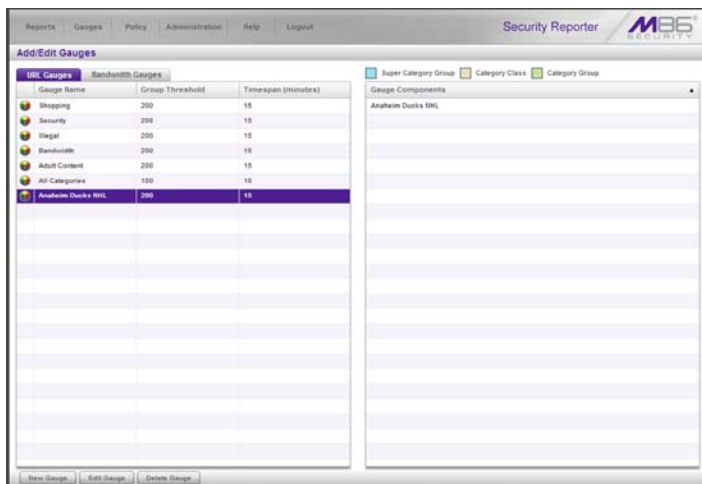 Reports Gauges Policy Administration Help Logout Security Reporter M86 SECURITY
Add/Edit Gauges
URL Gauges Bandwidth Gauges Super Category Group Category Class Category Group
Gauge Name Group Threshold Timespan (minutes) Gauge Components
Shopping 200 15 Anaheim Ducks NHL
Security 200 15
Illegal 200 15
Bandwidth 200 15
Adult Content 200 15
All Categories 100 10
Anaheim Ducks NHL 200 15
New Gauge Edit Gauge Delete Gauge